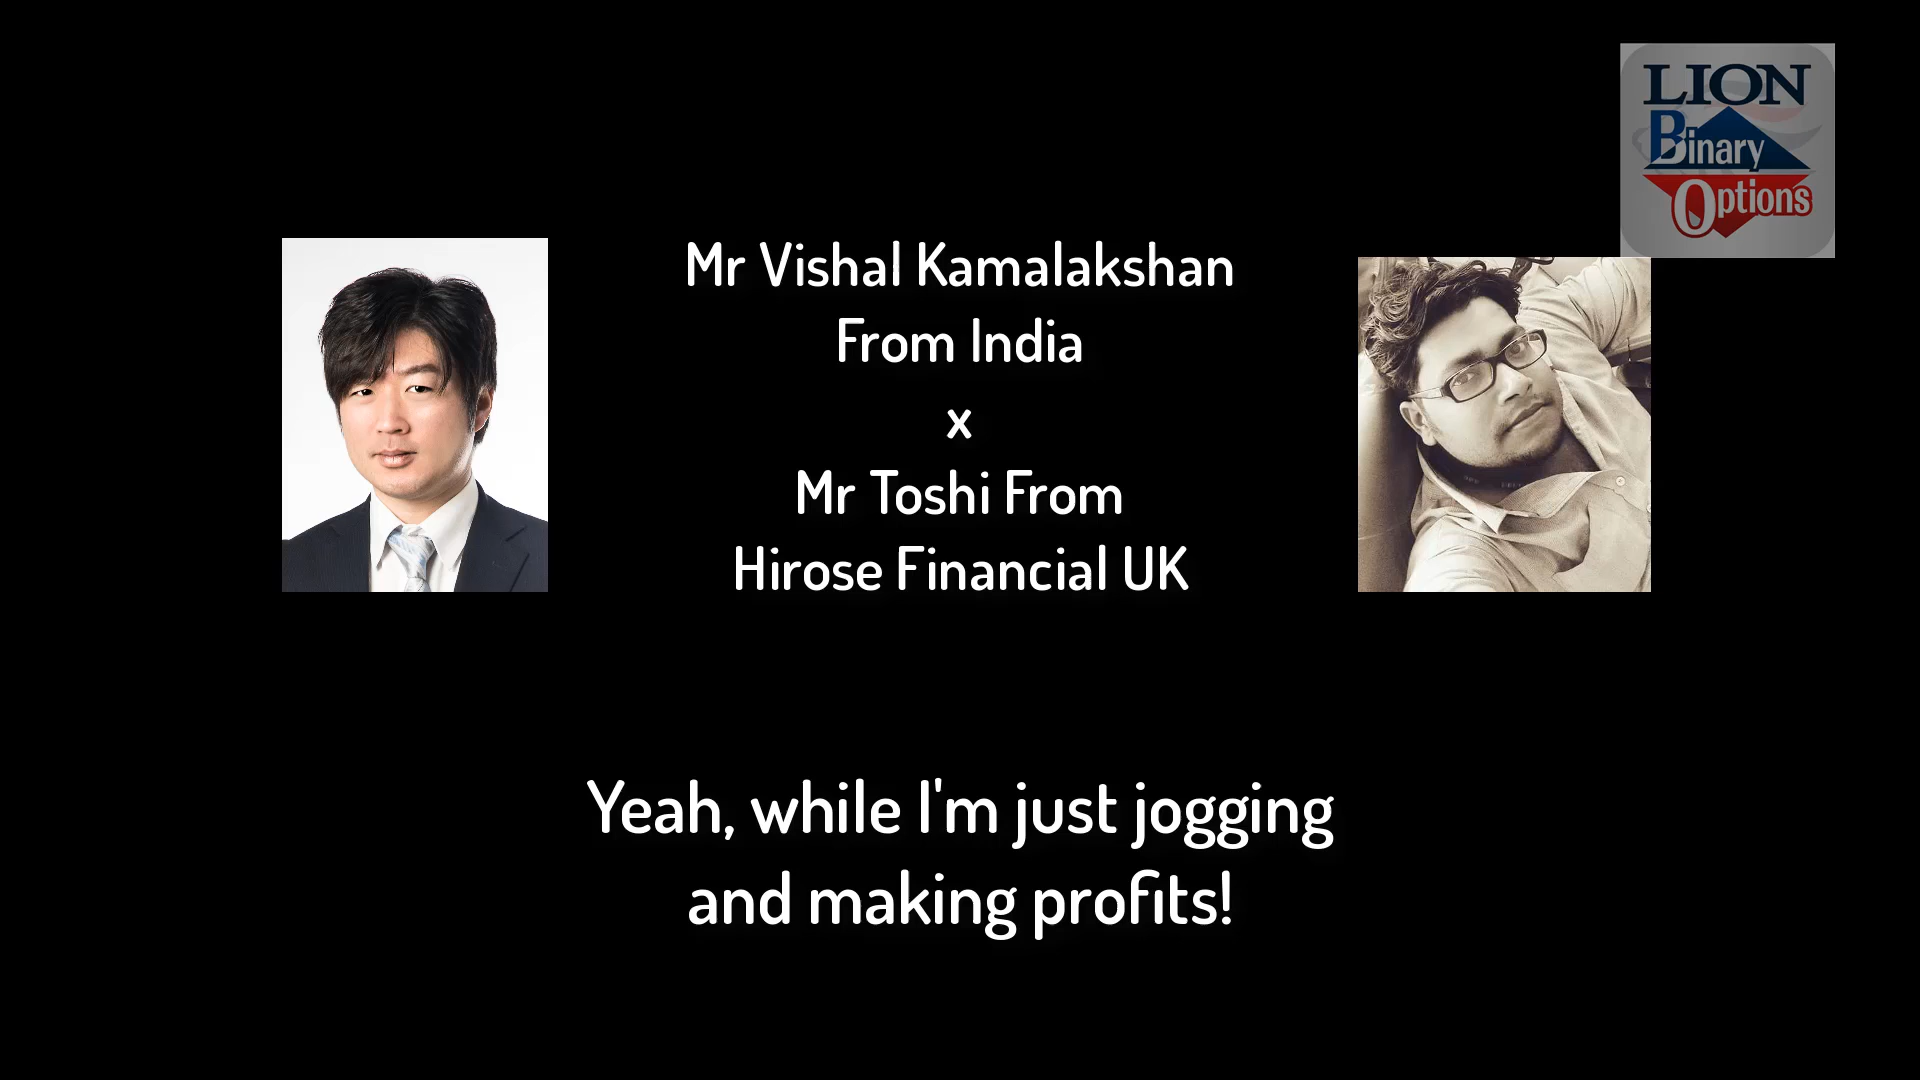 LION
Binary
Options
Mr Vishal Kamalakshan
From India
x
Mr Toshi From
Hirose Financial UK
Yeah, while I'm just jogging
and making profits!